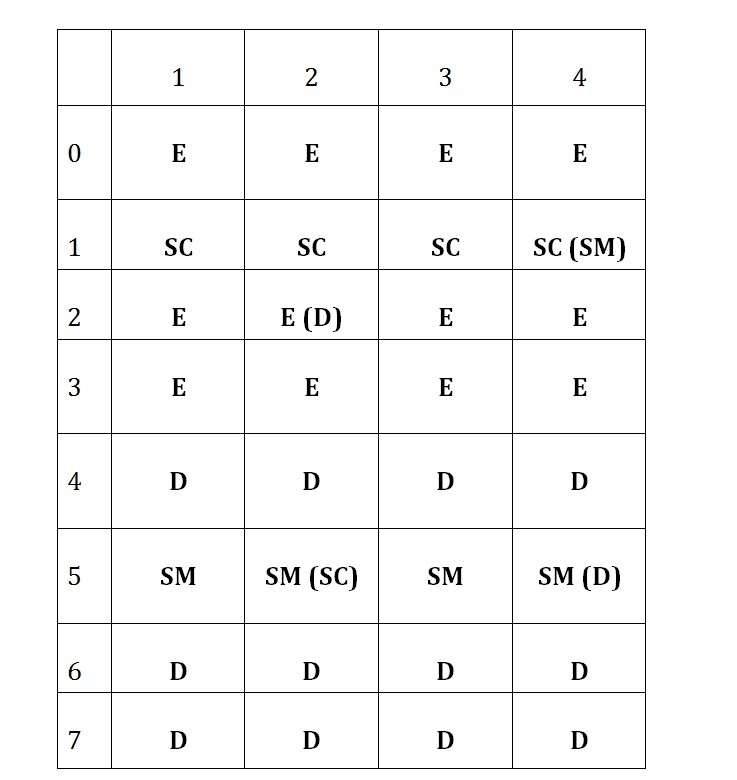 1 2 3 4
0 E E E E
1 SC SC SC SC (SM)
2 E E (D) E E
3 E E E E
4 D D D D
5 SM SM (SC) SM SM (D)
6 D D D D
7 D D D D